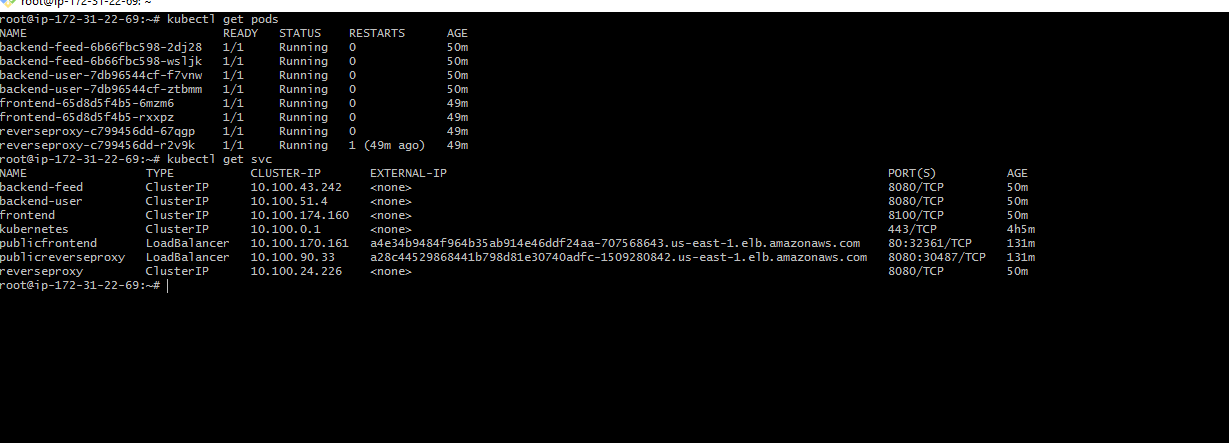 root@ip-172-31-22-69: ~
root@ip-172-31-22-69:~# kubectl get pods
NAME READY STATUS RESTARTS AGE
backend-feed-6b66fbc598-2dj28 1/1 Running 0 50m
backend-feed-6b66fbc598-wsljk 1/1 Running 0 50m
backend-user-7db96544cf-f7vnw 1/1 Running 0 50m
backend-user-7db96544cf-ztbmm 1/1 Running 0 50m
frontend-65d8d5f4b5-6mzm6 1/1 Running 0 49m
frontend-65d8d5f4b5-rxxpz 1/1 Running 0 49m
reverseproxy-c799456dd-67qgp 1/1 Running 0 49m
reverseproxy-c799456dd-r2v9k 1/1 Running 1 (49m ago) 49m
root@ip-172-31-22-69:~# kubectl get svc
NAME TYPE CLUSTER-IP EXTERNAL-IP PORT(S) AGE
backend-feed ClusterIP 10.100.43.242 <none> 8080/TCP 50m
backend-user ClusterIP 10.100.51.4 <none> 8080/TCP 50m
frontend ClusterIP 10.100.174.160 <none> 8100/TCP 50m
kubernetes ClusterIP 10.100.0.1 <none> 443/TCP 4h5m
publicfrontend LoadBalancer 10.100.170.161 a4e34b9484f964b35ab914e46ddf24aa-707568643.us-east-1.elb.amazonaws.com 80:32361/TCP 131m
publicreverseproxy LoadBalancer 10.100.90.33 a28c44529868441b798d81e30740adfc-1509280842.us-east-1.elb.amazonaws.com 8080:30487/TCP 131m
reverseproxy ClusterIP 10.100.24.226 <none> 8080/TCP 50m
root@ip-172-31-22-69:~#